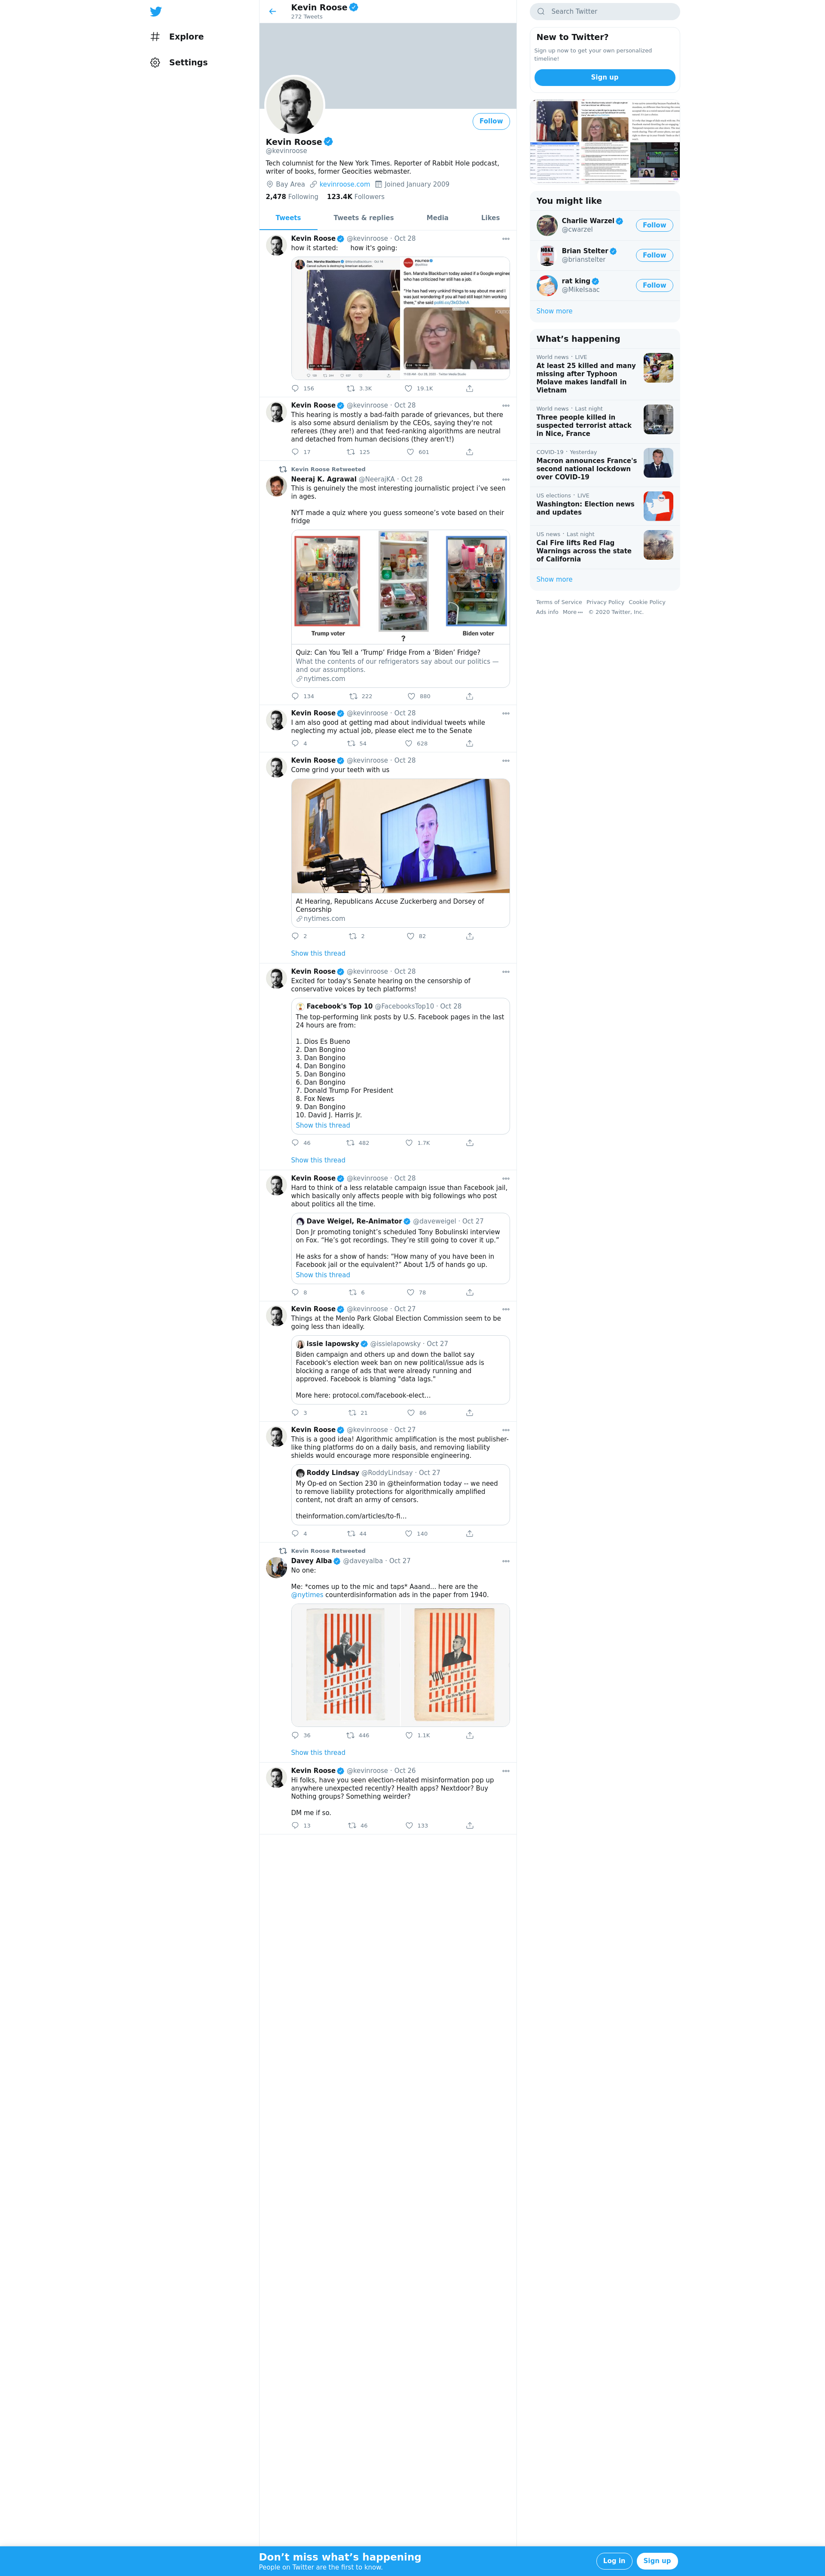 Kevin Roose
272 Tweets
Explore
Settings
Follow
Kevin Roose
@kevinroose
Tech columnist for the New York Times. Reporter of Rabbit Hole podcast,
writer of books, former Geocities webmaster.
Bay Area kevinroose.com Joined January 2009
2,478 Following 123.4K Followers
Tweets Tweets & replies Media Likes
Kevin Roose @kevinroose · Oct 28
how it started: how it's going:
Sen. Marsha Blackburn today asked if a Google engineer
who has criticized her still has a job.
"He has had very unkind things to say about me and I
was just wondering if you all still kept him working
there," she said
156 3.3K 19.1K
Kevin Roose @kevinroose · Oct 28
This hearing is mostly a bad-faith parade of grievances, but there
is also some absurd denialism by the CEOs, saying they're not
referees (they are!) and that feed-ranking algorithms are neutral
and detached from human decisions (they aren't!)
17 125 601
Kevin Roose Retweeted
Neeraj K. Agrawal @NeerajKA · Oct 28
This is genuinely the most interesting journalistic project i've seen
in ages.
NYT made a quiz where you guess someone's vote based on their
fridge
Trump voter ? Biden voter
Quiz: Can You Tell a 'Trump' Fridge From a 'Biden' Fridge?
What the contents of our refrigerators say about our politics —
and our assumptions.
nytimes.com
134 222 880
Kevin Roose @kevinroose · Oct 28
I am also good at getting mad about individual tweets while
neglecting my actual job, please elect me to the Senate
4 54 628
Kevin Roose @kevinroose · Oct 28
Come grind your teeth with us
At Hearing, Republicans Accuse Zuckerberg and Dorsey of
Censorship
nytimes.com
2 2 82
Show this thread
Kevin Roose @kevinroose · Oct 28
Excited for today's Senate hearing on the censorship of
conservative voices by tech platforms!
Facebook's Top 10 @FacebooksTop10 · Oct 28
The top-performing link posts by U.S. Facebook pages in the last
24 hours are from:
1. Dios Es Bueno
2. Dan Bongino
3. Dan Bongino
4. Dan Bongino
5. Dan Bongino
6. Dan Bongino
7. Donald Trump For President
8. Fox News
9. Dan Bongino
10. David J. Harris Jr.
Show this thread
46 482 1.7K
Show this thread
Kevin Roose @kevinroose · Oct 28
Hard to think of a less relatable campaign issue than Facebook jail,
which basically only affects people with big followings who post
about politics all the time.
Dave Weigel, Re-Animator @daveweigel · Oct 27
Don Jr promoting tonight's scheduled Tony Bobulinski interview
on Fox. "He's got recordings. They're still going to cover it up."
He asks for a show of hands: "How many of you have been in
Facebook jail or the equivalent?" About 1/5 of hands go up.
Show this thread
8 6 78
Kevin Roose @kevinroose · Oct 27
Things at the Menlo Park Global Election Commission seem to be
going less than ideally.
issie lapowsky @issielapowsky · Oct 27
Biden campaign and others up and down the ballot say
Facebook's election week ban on new political/issue ads is
blocking a range of ads that were already running and
approved. Facebook is blaming "data lags."
More here: protocol.com/facebook-elect...
3 21 86
Kevin Roose @kevinroose · Oct 27
This is a good idea! Algorithmic amplification is the most publisher-
like thing platforms do on a daily basis, and removing liability
shields would encourage more responsible engineering.
Roddy Lindsay @RoddyLindsay · Oct 27
My Op-ed on Section 230 in @theinformation today -- we need
to remove liability protections for algorithmically amplified
content, not draft an army of censors.
theinformation.com/articles/to-fi...
4 44 140
Kevin Roose Retweeted
Davey Alba @daveyalba · Oct 27
No one:
Me: *comes up to the mic and taps* Aaand... here are the
@nytimes counterdisinformation ads in the paper from 1940.
36 446 1.1K
Show this thread
Kevin Roose @kevinroose · Oct 26
Hi folks, have you seen election-related misinformation pop up
anywhere unexpected recently? Health apps? Nextdoor? Buy
Nothing groups? Something weirder?
DM me if so.
13 46 133
Search Twitter
New to Twitter?
Sign up now to get your own personalized
timeline!
Sign up
You might like
Charlie Warzel
@cwarzel
Follow
Brian Stelter
@brianstelter
Follow
rat king
@MikeIsaac
Follow
Show more
What's happening
World news · LIVE
At least 25 killed and many
missing after Typhoon
Molave makes landfall in
Vietnam
World news · Last night
Three people killed in
suspected terrorist attack
in Nice, France
COVID-19 · Yesterday
Macron announces France's
second national lockdown
over COVID-19
US elections · LIVE
Washington: Election news
and updates
US news · Last night
Cal Fire lifts Red Flag
Warnings across the state
of California
Show more
Terms of Service Privacy Policy Cookie Policy
Ads info More © 2020 Twitter, Inc.
Don't miss what's happening
People on Twitter are the first to know.
Log in Sign up